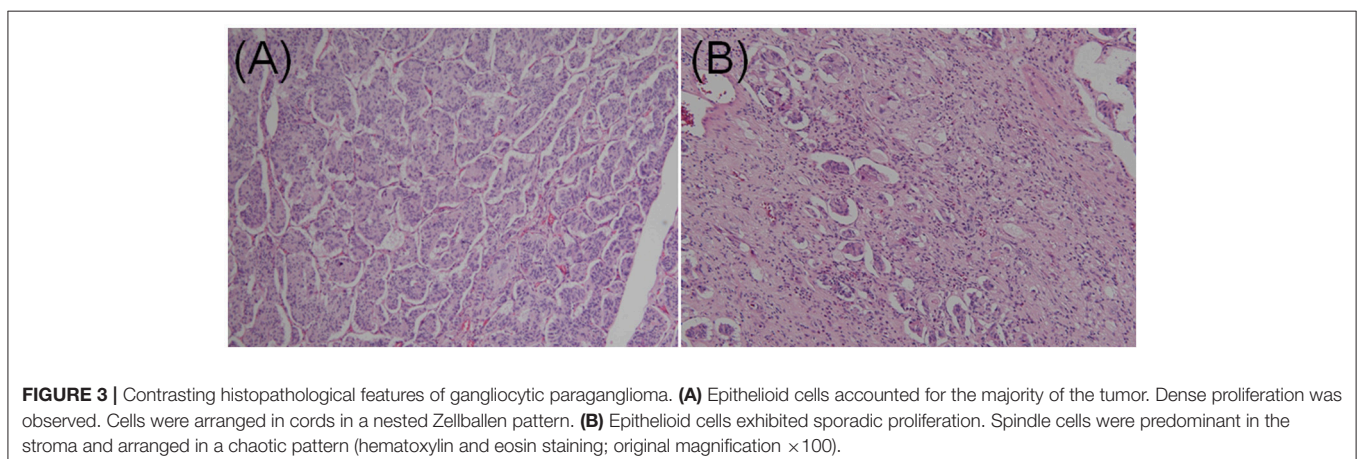 (A)
(B)
FIGURE 3 | Contrasting histopathological features of gangliocytic paraganglioma. (A) Epithelioid cells accounted for the majority of the tumor. Dense proliferation was
observed. Cells were arranged in cords in a nested Zellballen pattern. (B) Epithelioid cells exhibited sporadic proliferation. Spindle cells were predominant in the
stroma and arranged in a chaotic pattern (hematoxylin and eosin staining; original magnification ×100).